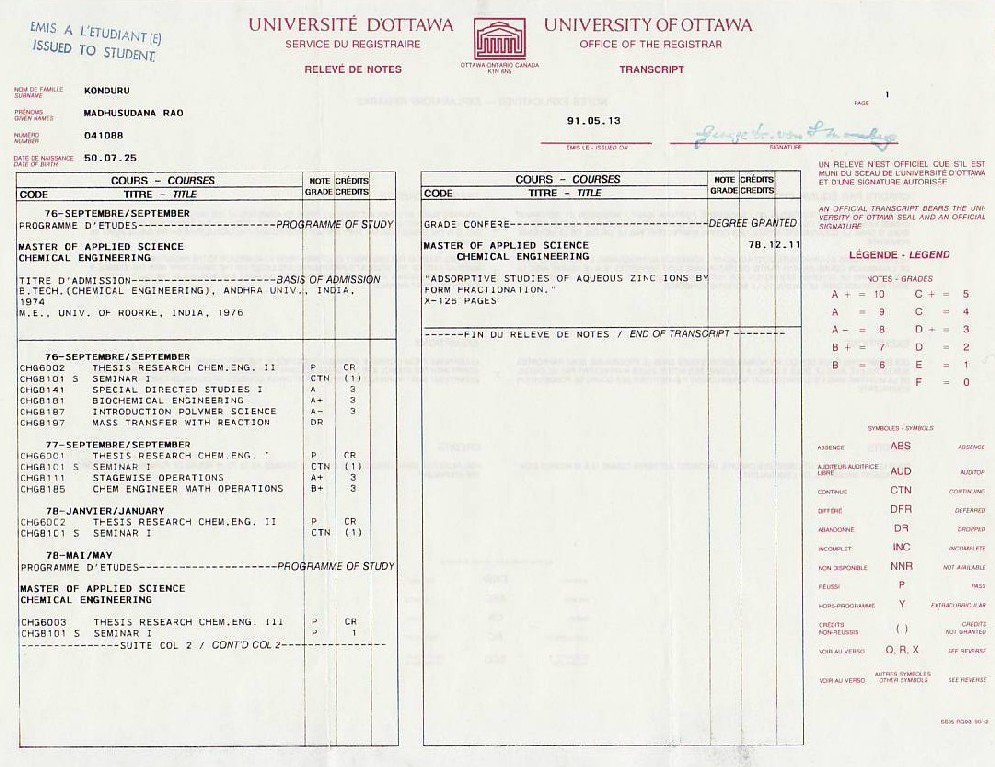 EMIS A L'ETUDIANT(E)
ISSUED TO STUDENT
UNIVERSITÉ D'OTTAWA
SERVICE DU REGISTRAIRE
RELEVÉ DE NOTES
OTTAWA ONTARIO CANADA
K1N 6N5
UNIVERSITY OF OTTAWA
OFFICE OF THE REGISTRAR
TRANSCRIPT
NOM DE FAMILLE
SURNAME
KONDURU
PRÉNOMS
GIVEN NAMES
MADHUSUDANA RAO
NUMÉRO
NUMBER
041088
DATE DE NAISSANCE
DATE OF BIRTH
50.07.25
91.05.13
ÉMIS LE - ISSUED ON
SIGNATURE
PAGE 1
COURS – COURSES NOTE CRÉDITS
CODE TITRE – TITLE GRADE CREDITS
76-SEPTEMBRE/SEPTEMBER
PROGRAMME D'ETUDES----------------------PROGRAMME OF STUDY
MASTER OF APPLIED SCIENCE
CHEMICAL ENGINEERING
TITRE D'ADMISSION-----------------------BASIS OF ADMISSION
B.TECH.(CHEMICAL ENGINEERING), ANDHRA UNIV., INDIA,
1974
M.E., UNIV. OF ROORKE, INDIA, 1976
76-SEPTEMBRE/SEPTEMBER
CHG6002 THESIS RESEARCH CHEM.ENG. II P CR
CHG8101 S SEMINAR I CTN (1)
CHG8141 SPECIAL DIRECTED STUDIES I A 3
CHG8181 BIOCHEMICAL ENGINEERING A+ 3
CHG8187 INTRODUCTION POLYMER SCIENCE A- 3
CHG8197 MASS TRANSFER WITH REACTION DR
77-SEPTEMBRE/SEPTEMBER
CHG6001 THESIS RESEARCH CHEM.ENG. P CR
CHG8101 S SEMINAR I CTN (1)
CHG8111 STAGEWISE OPERATIONS A+ 3
CHG8185 CHEM ENGINEER MATH OPERATIONS B+ 3
78-JANVIER/JANUARY
CHG6002 THESIS RESEARCH CHEM.ENG. II P CR
CHG8101 S SEMINAR I CTN (1)
78-MAI/MAY
PROGRAMME D'ETUDES----------------------PROGRAMME OF STUDY
MASTER OF APPLIED SCIENCE
CHEMICAL ENGINEERING
CHG6003 THESIS RESEARCH CHEM.ENG. III P CR
CHG8101 S SEMINAR I P 1
---------------SUITE COL 2 / CONT'D COL 2----------------
COURS – COURSES NOTE CRÉDITS
CODE TITRE – TITLE GRADE CREDITS
GRADE CONFERE-------------------------------DEGREE GRANTED
MASTER OF APPLIED SCIENCE 78.12.11
CHEMICAL ENGINEERING
"ADSORPTIVE STUDIES OF AQUEOUS ZINC IONS BY
FORM FRACTIONATION."
X-125 PAGES
------FIN DU RELEVE DE NOTES / END OF TRANSCRIPT--------
UN RELEVÉ N'EST OFFICIEL QUE S'IL EST
MUNI DU SCEAU DE L'UNIVERSITÉ D'OTTAWA
ET D'UNE SIGNATURE AUTORISÉE
AN OFFICIAL TRANSCRIPT BEARS THE UNI-
VERSITY OF OTTAWA SEAL AND AN OFFICIAL
SIGNATURE
LÉGENDE - LEGEND
NOTES - GRADES
A + = 10 C + = 5
A = 9 C = 4
A - = 8 D + = 3
B + = 7 D = 2
B = 6 E = 1
F = 0
SYMBOLES - SYMBOLS
ABSENCE ABS ABSENCE
AUDITEUR/AUDITRICE
LIBRE AUD AUDITOR
CONTINUE CTN CONTINUING
DIFFÉRÉ DFR DEFERRED
ABANDONNE DR DROPPED
INCOMPLET INC INCOMPLETE
NON DISPONIBLE NNR NOT AVAILABLE
RÉUSSI P PASS
HORS-PROGRAMME Y EXTRACURRICULAR
CRÉDITS
NON-RÉUSSIS ( ) CREDITS
NOT GRANTED
VOIR AU VERSO O, R, X SEE REVERSE
VOIR AU VERSO AUTRES SYMBOLES
OTHER SYMBOLS SEE REVERSE